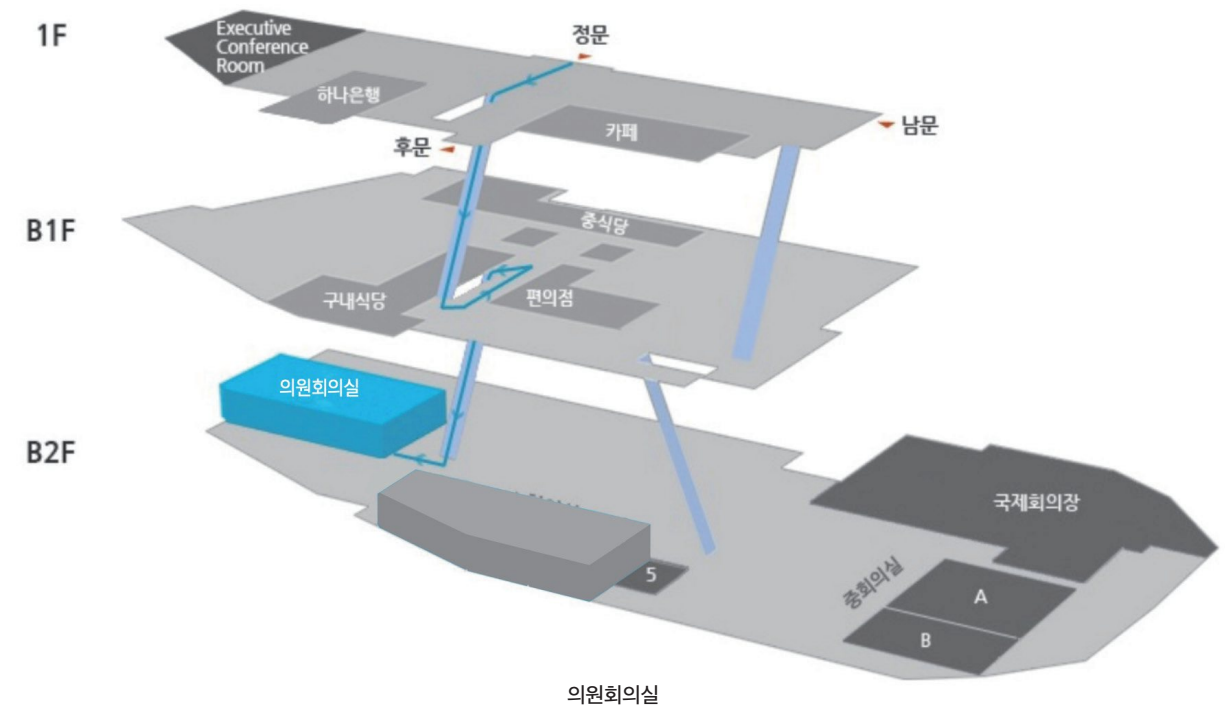 1F
Executive
Conference
Room
정문
하나은행
카페
남문
후문
B1F
중식당
구내식당
편의점
의원회의실
B2F
국제회의장
5
중회의실
A
B
의원회의실